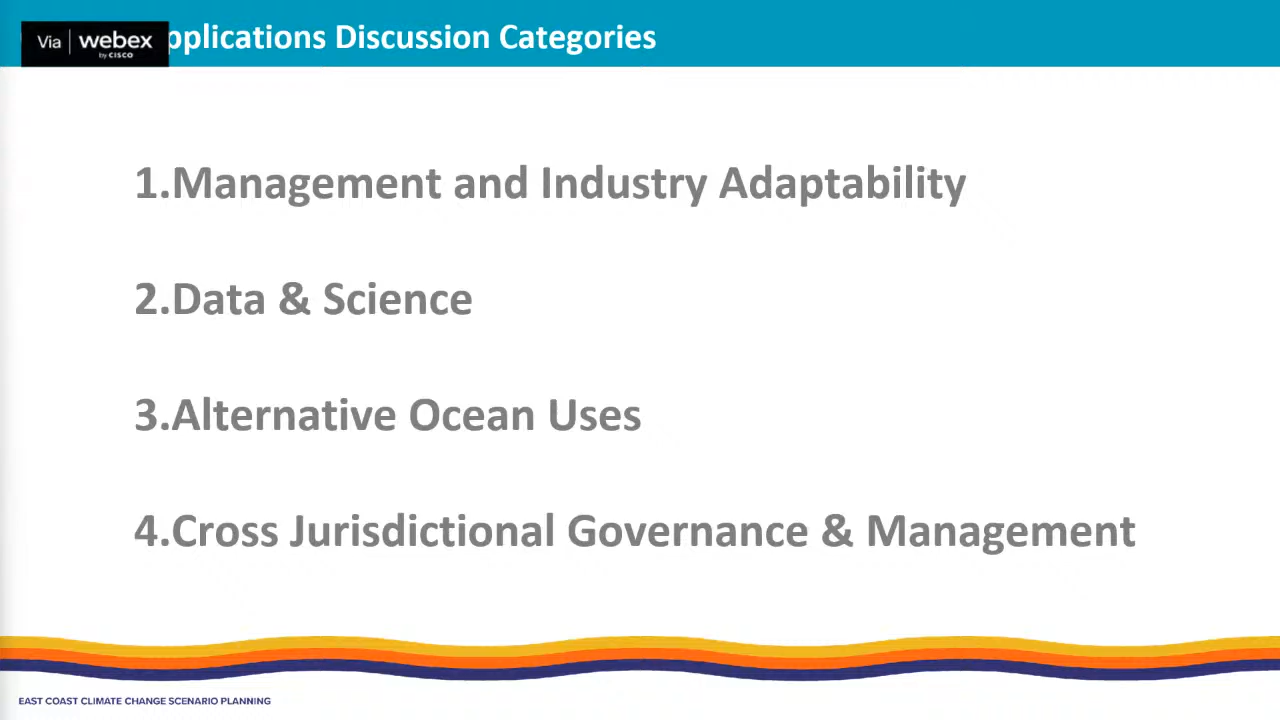 Via | webex
by CISCO
pplications Discussion Categories
1.Management and Industry Adaptability
2.Data & Science
3.Alternative Ocean Uses
4.Cross Jurisdictional Governance & Management
EAST COAST CLIMATE CHANGE SCENARIO PLANNING